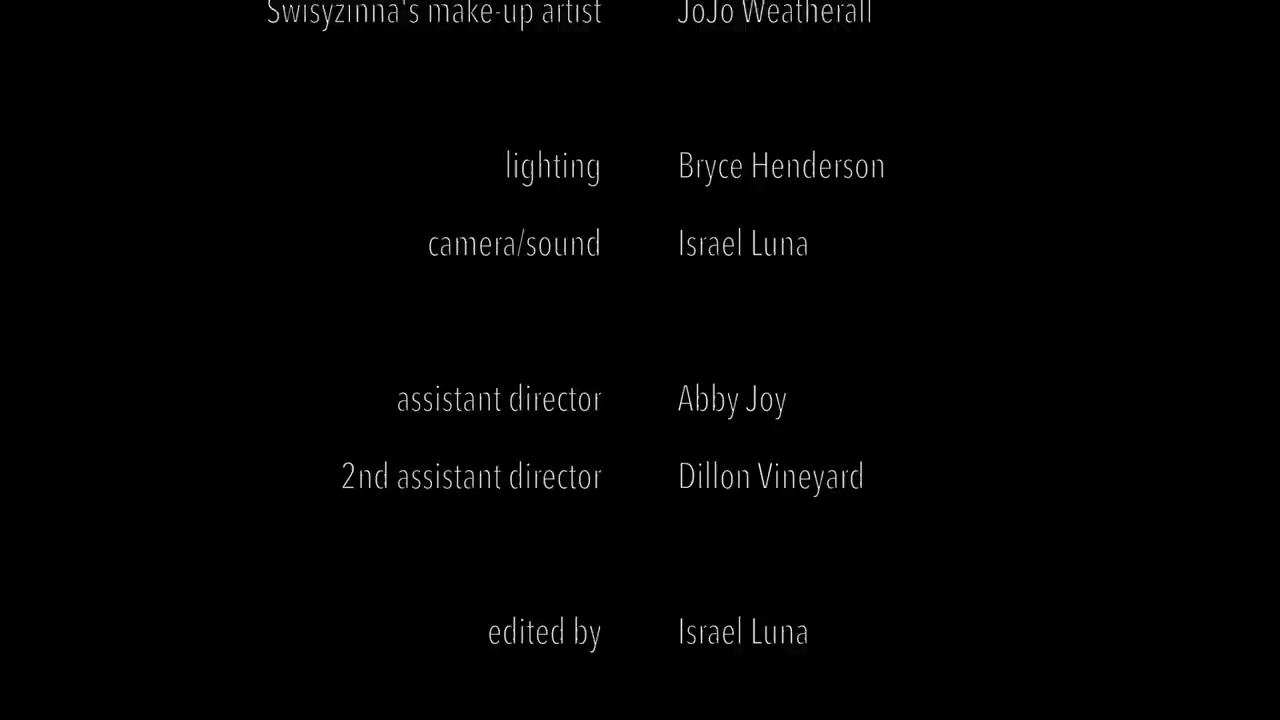 Swisyzinna's make-up artist JoJo Weatherall
lighting Bryce Henderson
camera/sound Israel Luna
assistant director Abby Joy
2nd assistant director Dillon Vineyard
edited by Israel Luna